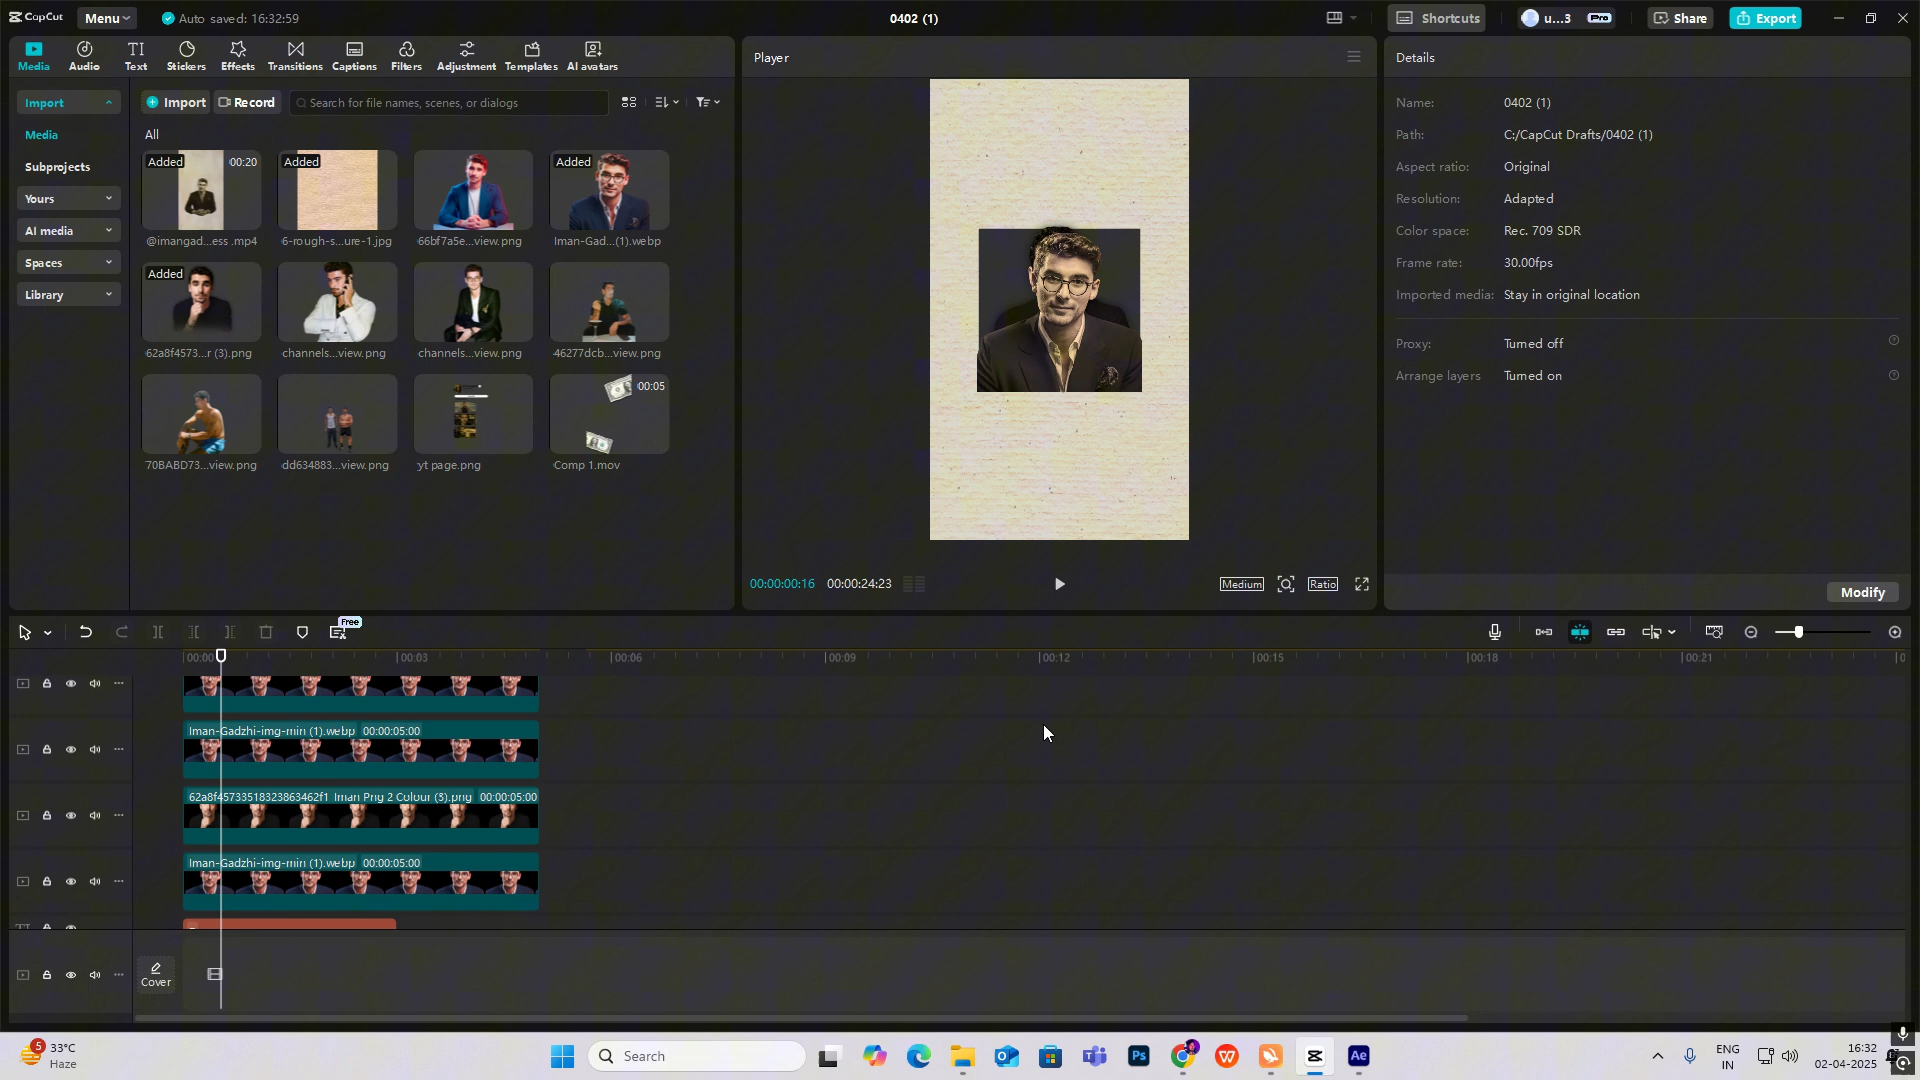 CapCut
Menu
Auto saved: 16:32:59
0402 (1)
Shortcuts
u...3
Pro
Share
Export
Media
Audio
Text
Stickers
Effects
Transitions
Captions
Filters
Adjustment
Templates
AI avatars
Player
Details
Import
Media
Subprojects
Yours
AI media
Spaces
Library
Import
Record
Search for file names, scenes, or dialogs
All
Added
00:20
Added
Added
@imangad...ess .mp4
6-rough-s...ure-1.jpg
66bf7a5e...view.png
Iman-Gad...(1).webp
Added
62a8f4573...r (3).png
channels...view.png
channels...view.png
46277dcb...view.png
00:05
70BABD73...view.png
dd634883...view.png
yt page.png
Comp 1.mov
00:00:00:16
00:00:24:23
Medium
Ratio
Name:
0402 (1)
Path:
C:/CapCut Drafts/0402 (1)
Aspect ratio:
Original
Resolution:
Adapted
Color space:
Rec. 709 SDR
Frame rate:
30.00fps
Imported media:
Stay in original location
Proxy:
Turned off
Arrange layers
Turned on
Modify
Free
00:00
00:03
00:06
00:09
00:12
00:15
00:18
00:21
Iman-Gadzhi-img-min (1).webp 00:00:05:00
62a8f45733518323863462f1_Iman Png 2 Colour (3).png 00:00:05:00
Iman-Gadzhi-img-min (1).webp 00:00:05:00
Cover
5
33°C
Haze
Search
Ps
Ae
ENG
IN
16:32
02-04-2025